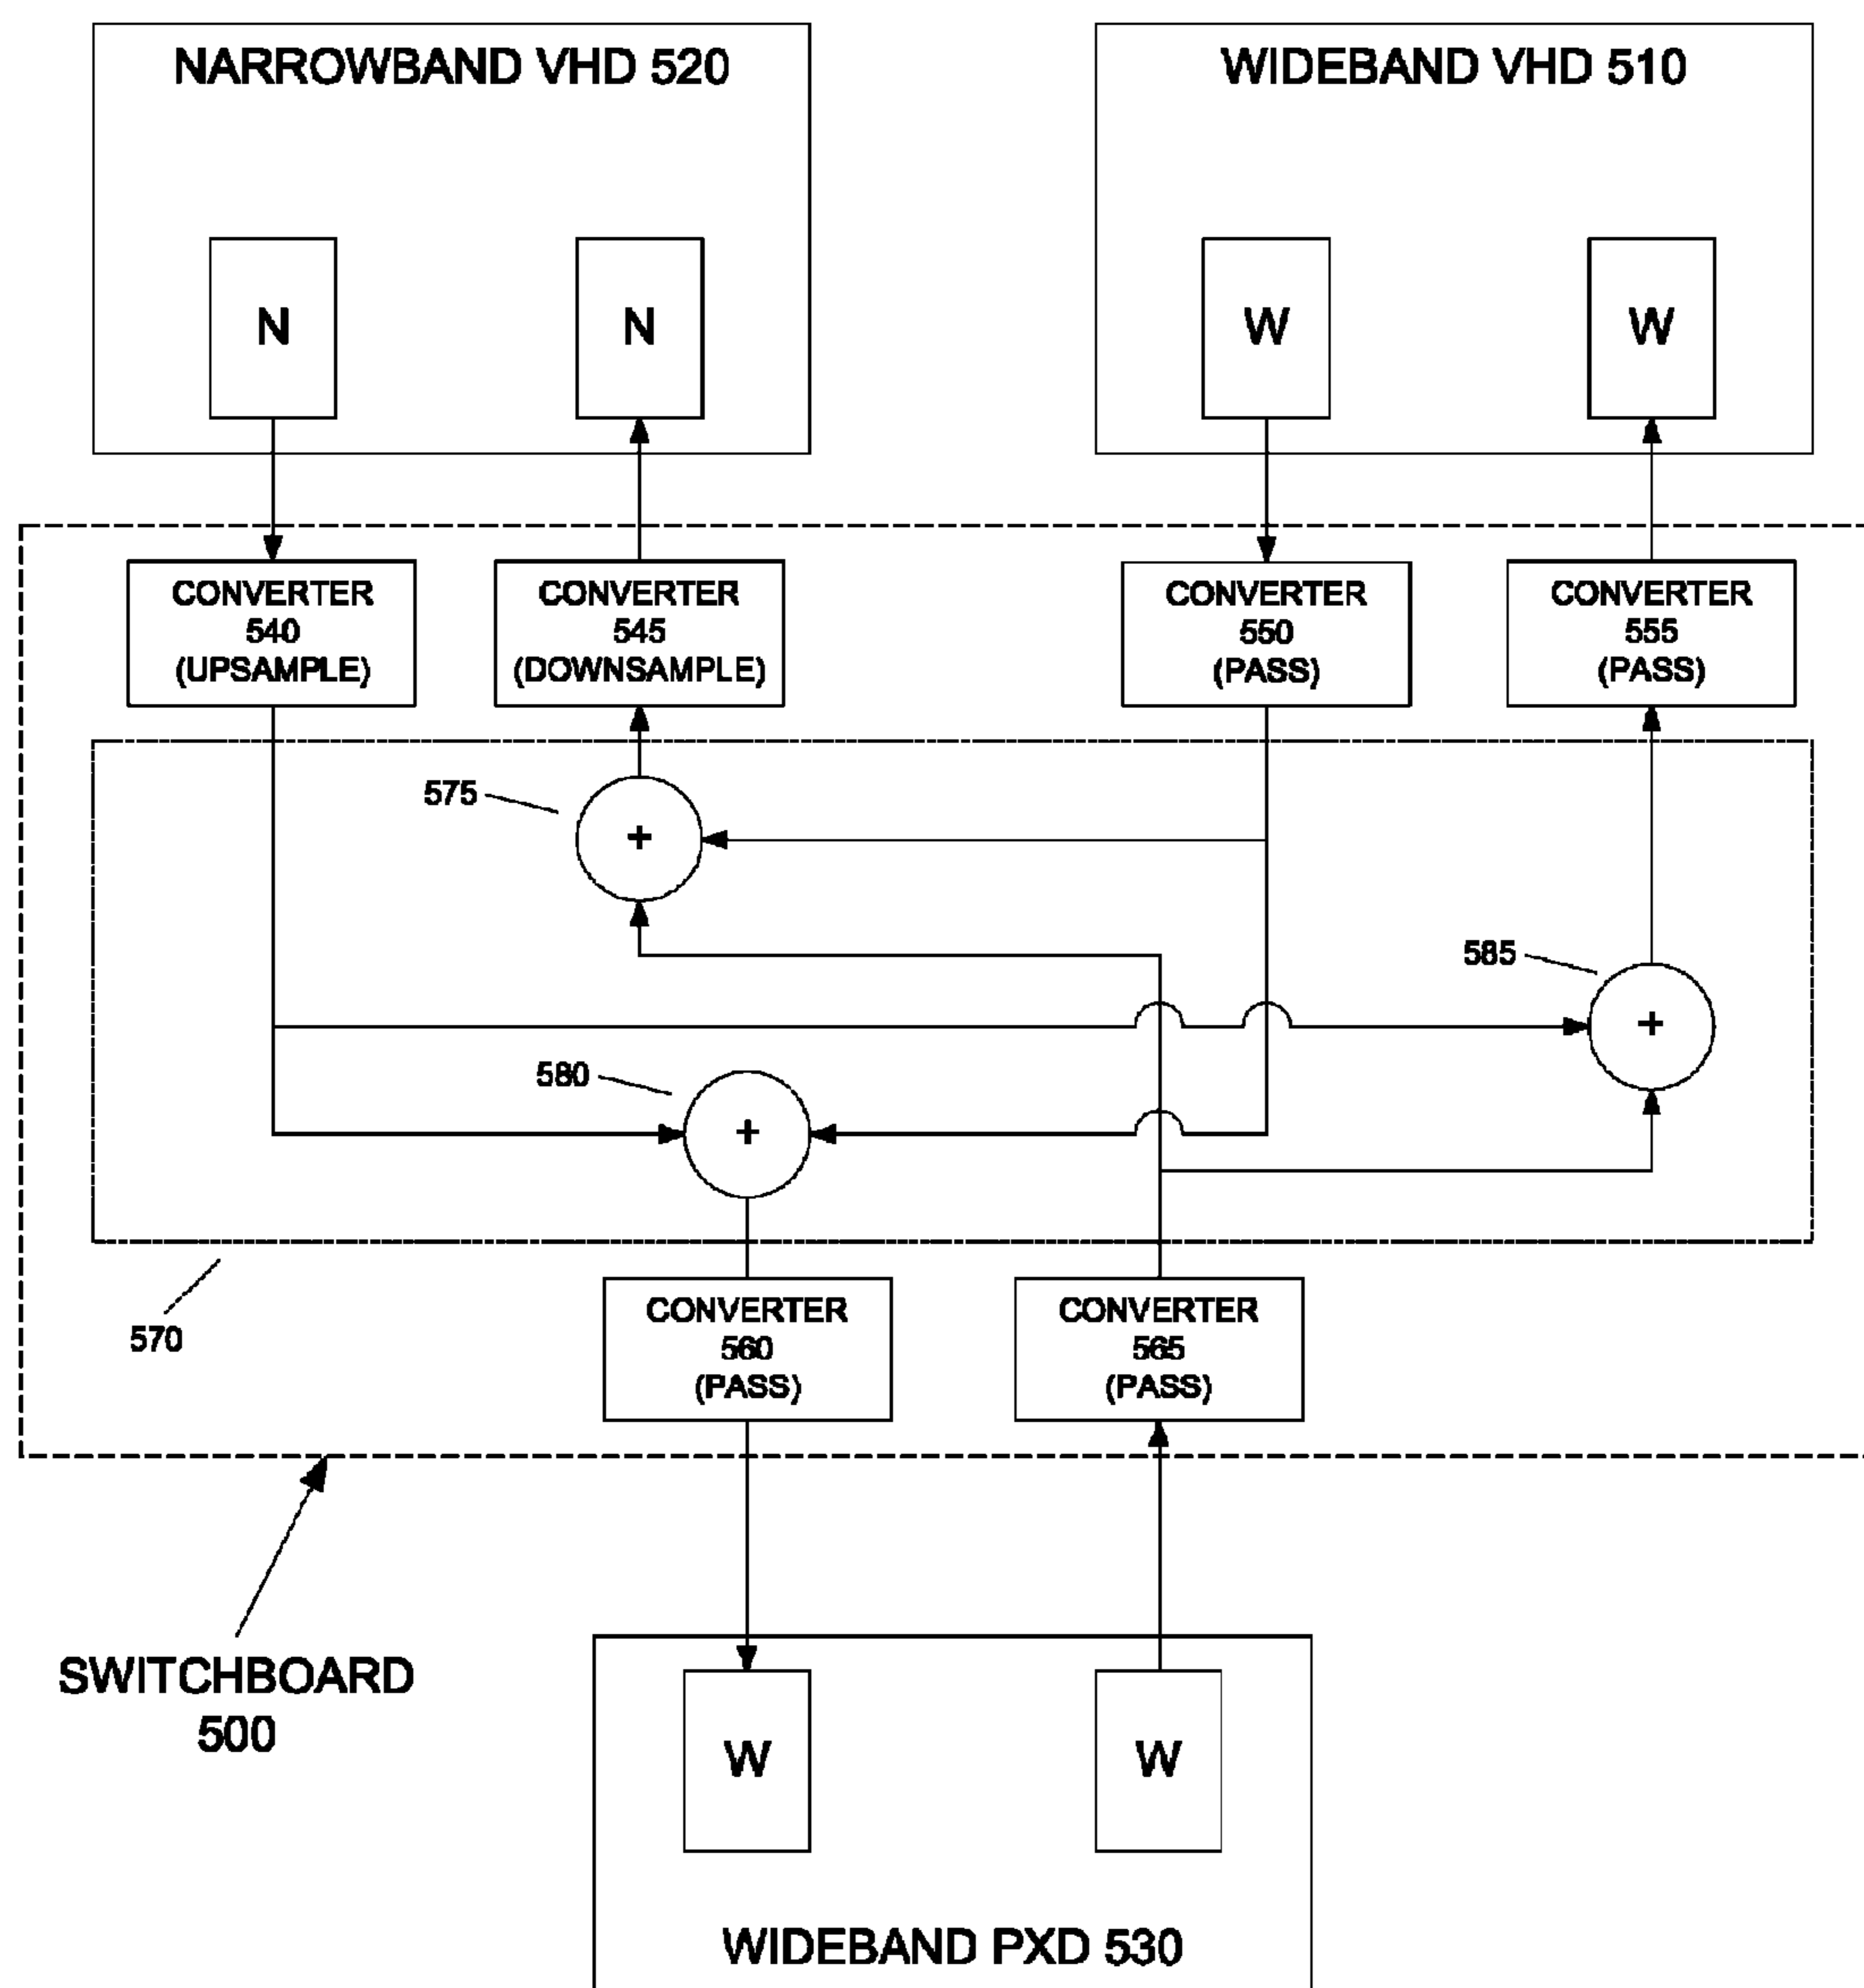 NARROWBAND VHD 520
WIDEBAND VHD 510
N
N
W
W
CONVERTER
540
(UPSAMPLE)
CONVERTER
545
(DOWNSAMPLE)
CONVERTER
550
(PASS)
CONVERTER
555
(PASS)
575
+
585
+
580
+
570
CONVERTER
560
(PASS)
CONVERTER
565
(PASS)
SWITCHBOARD
500
W
W
WIDEBAND PXD 530